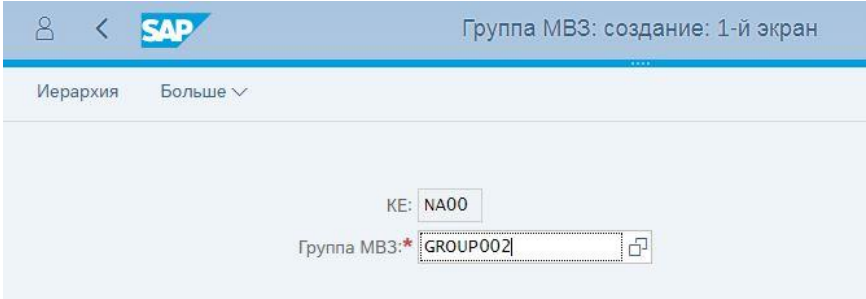 SAP
Группа МВЗ: создание: 1-й экран
Иерархия Больше
КЕ: NA00
Группа МВЗ:* GROUP002